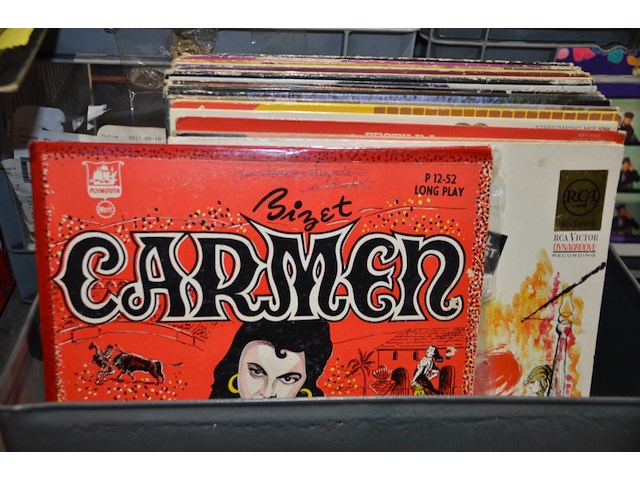 PLYMOUTH
P 12-52
LONG PLAY
Bizet
CARMEN
RCA
RCA VICTOR
DYNAGROOVE
RECORDING